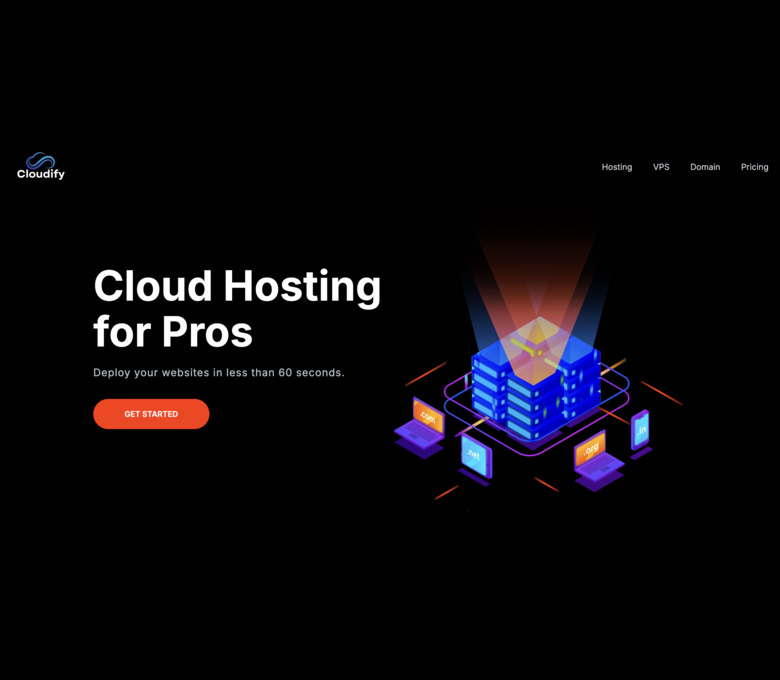 Cloudify
Hosting
VPS
Domain
Pricing
Cloud Hosting
for Pros
Deploy your websites in less than 60 seconds.
GET STARTED
.com
.net
.org
.in